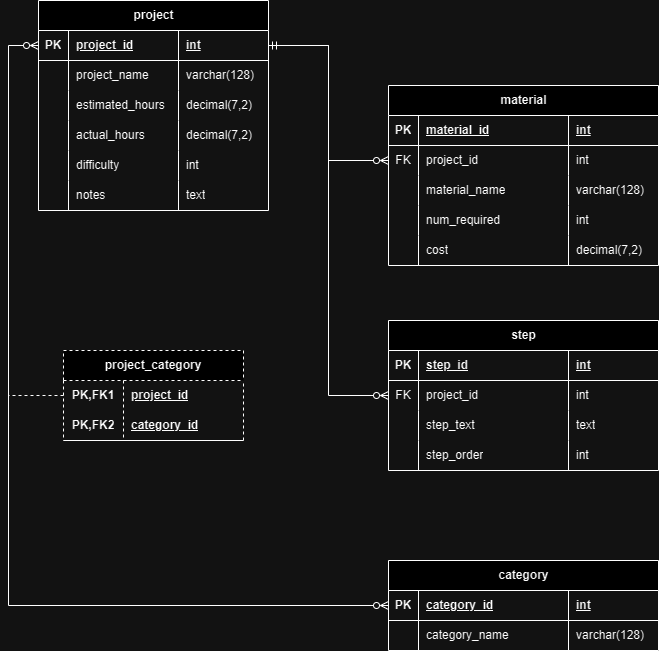 project
PK project_id int
project_name varchar(128)
estimated_hours decimal(7,2)
actual_hours decimal(7,2)
difficulty int
notes text
material
PK material_id int
FK project_id int
material_name varchar(128)
num_required int
cost decimal(7,2)
project_category
PK,FK1 project_id
PK,FK2 category_id
step
PK step_id int
FK project_id int
step_text text
step_order int
category
PK category_id int
category_name varchar(128)